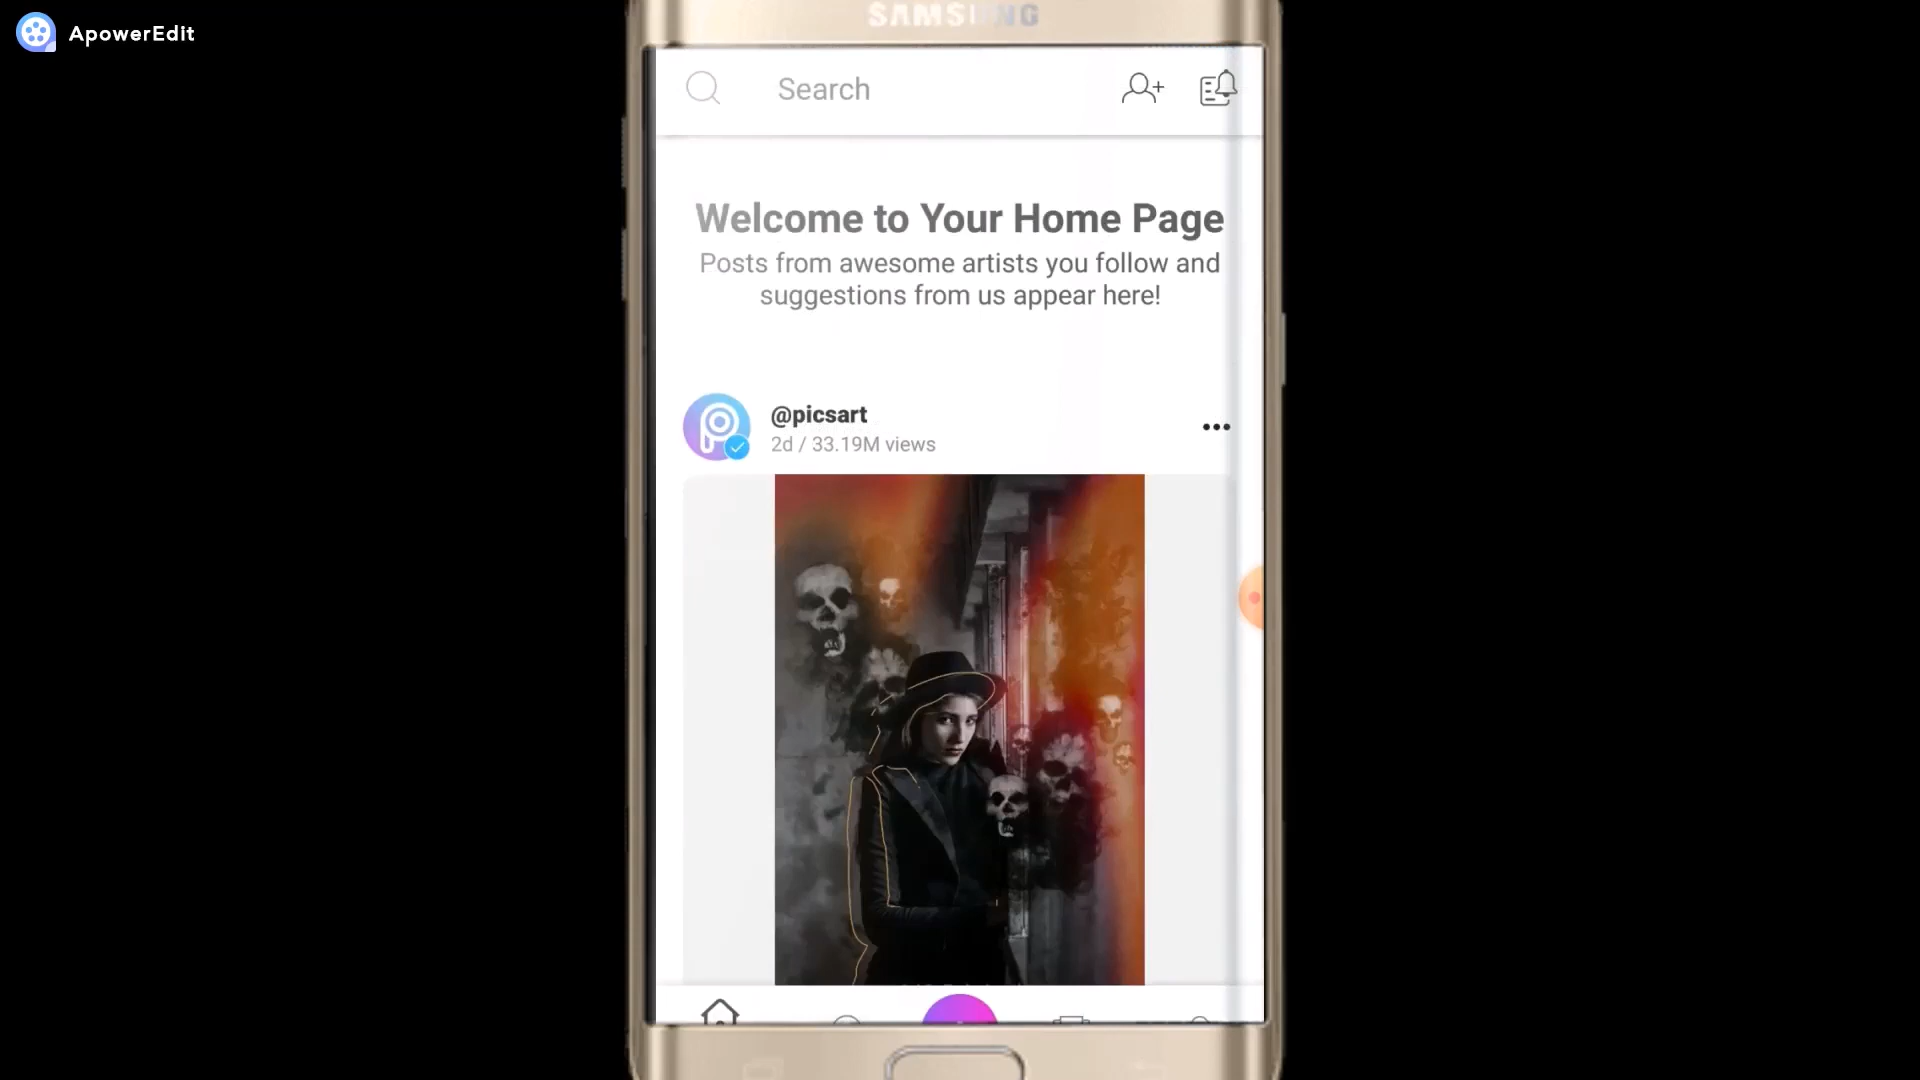 ApowerEdit
SAMSUNG
Search
Welcome to Your Home Page
Posts from awesome artists you follow and
suggestions from us appear here!
@picsart
2d / 33.19M views